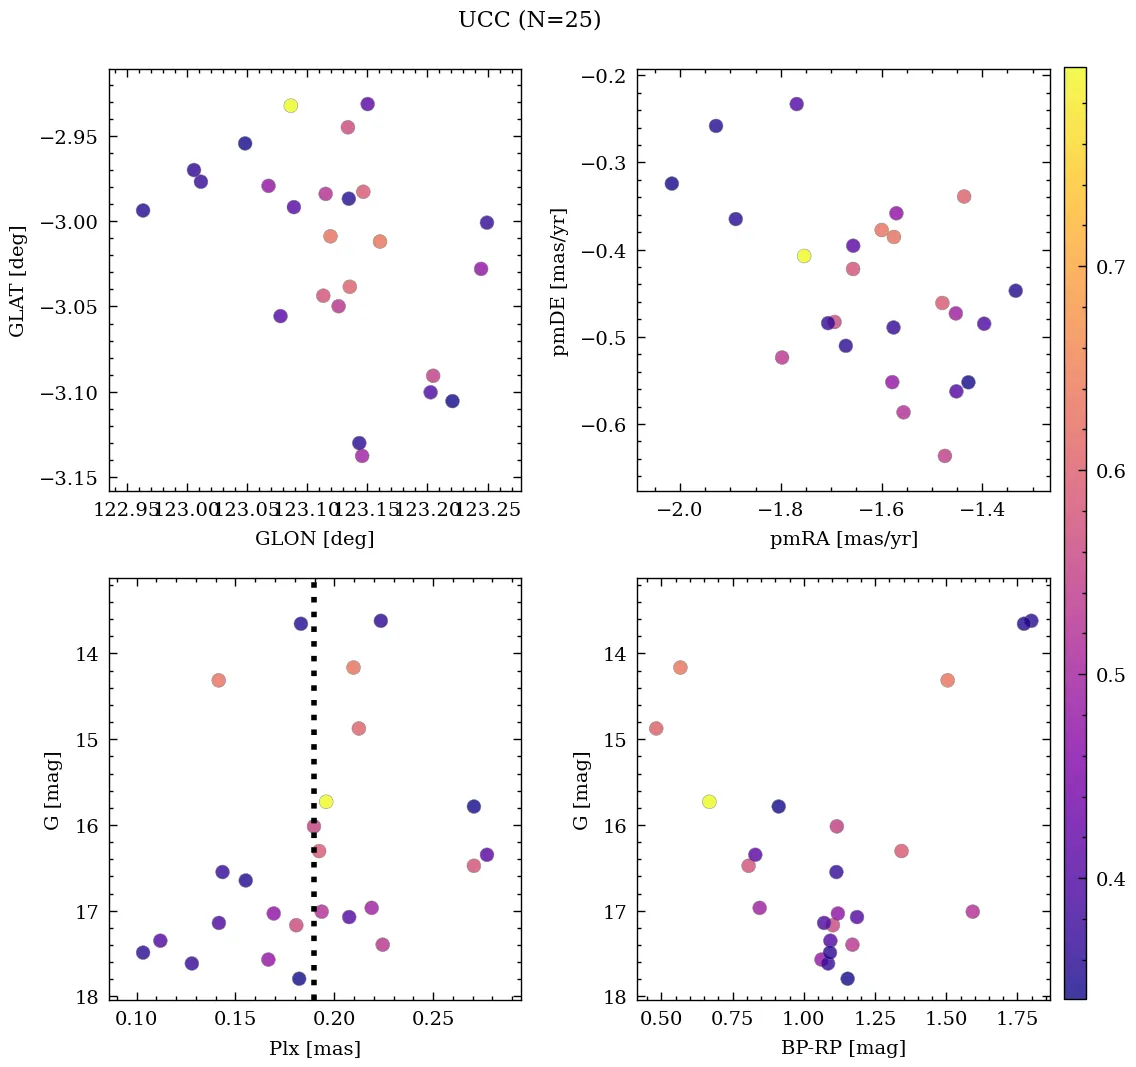 UCC (N=25)
−2.95
−3.00
−3.05
−3.10
−3.15
GLAT [deg]
122.95 123.00 123.05 123.10 123.15 123.20 123.25
GLON [deg]
−0.2
−0.3
−0.4
−0.5
−0.6
pmDE [mas/yr]
−2.0 −1.8 −1.6 −1.4
pmRA [mas/yr]
14
15
16
17
18
G [mag]
0.10 0.15 0.20 0.25
Plx [mas]
14
15
16
17
18
G [mag]
0.50 0.75 1.00 1.25 1.50 1.75
BP-RP [mag]
0.7
0.6
0.5
0.4